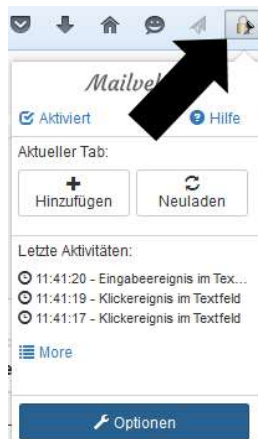 Aktiviert
Hilfe
Aktueller Tab:
Hinzufügen
Neuladen
Letzte Aktivitäten:
11:41:20 - Eingabeereignis im Tex...
11:41:19 - Klickereignis im Textfeld
11:41:17 - Klickereignis im Textfeld
More
Optionen